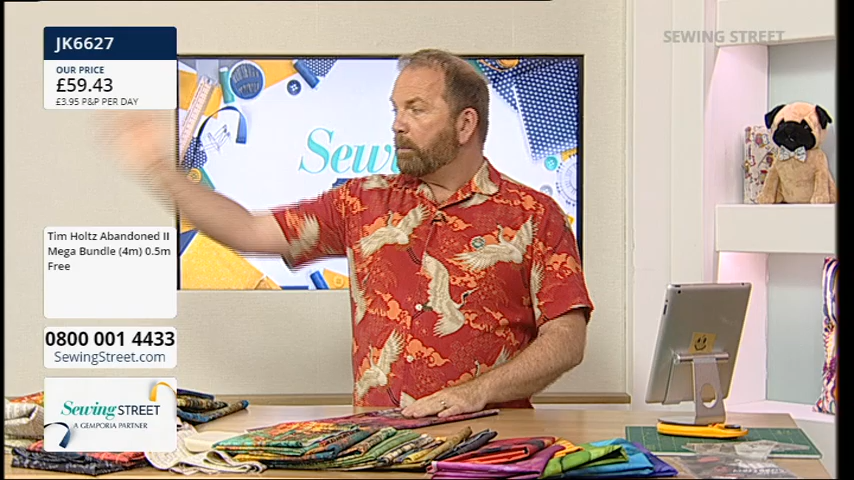 JK6627
OUR PRICE
£59.43
£3.95 P&P PER DAY
SEWING STREET
Sewi
Tim Holtz Abandoned II
Mega Bundle (4m) 0.5m
Free
0800 001 4433
SewingStreet.com
Sewing STREET
A GEMPORIA PARTNER